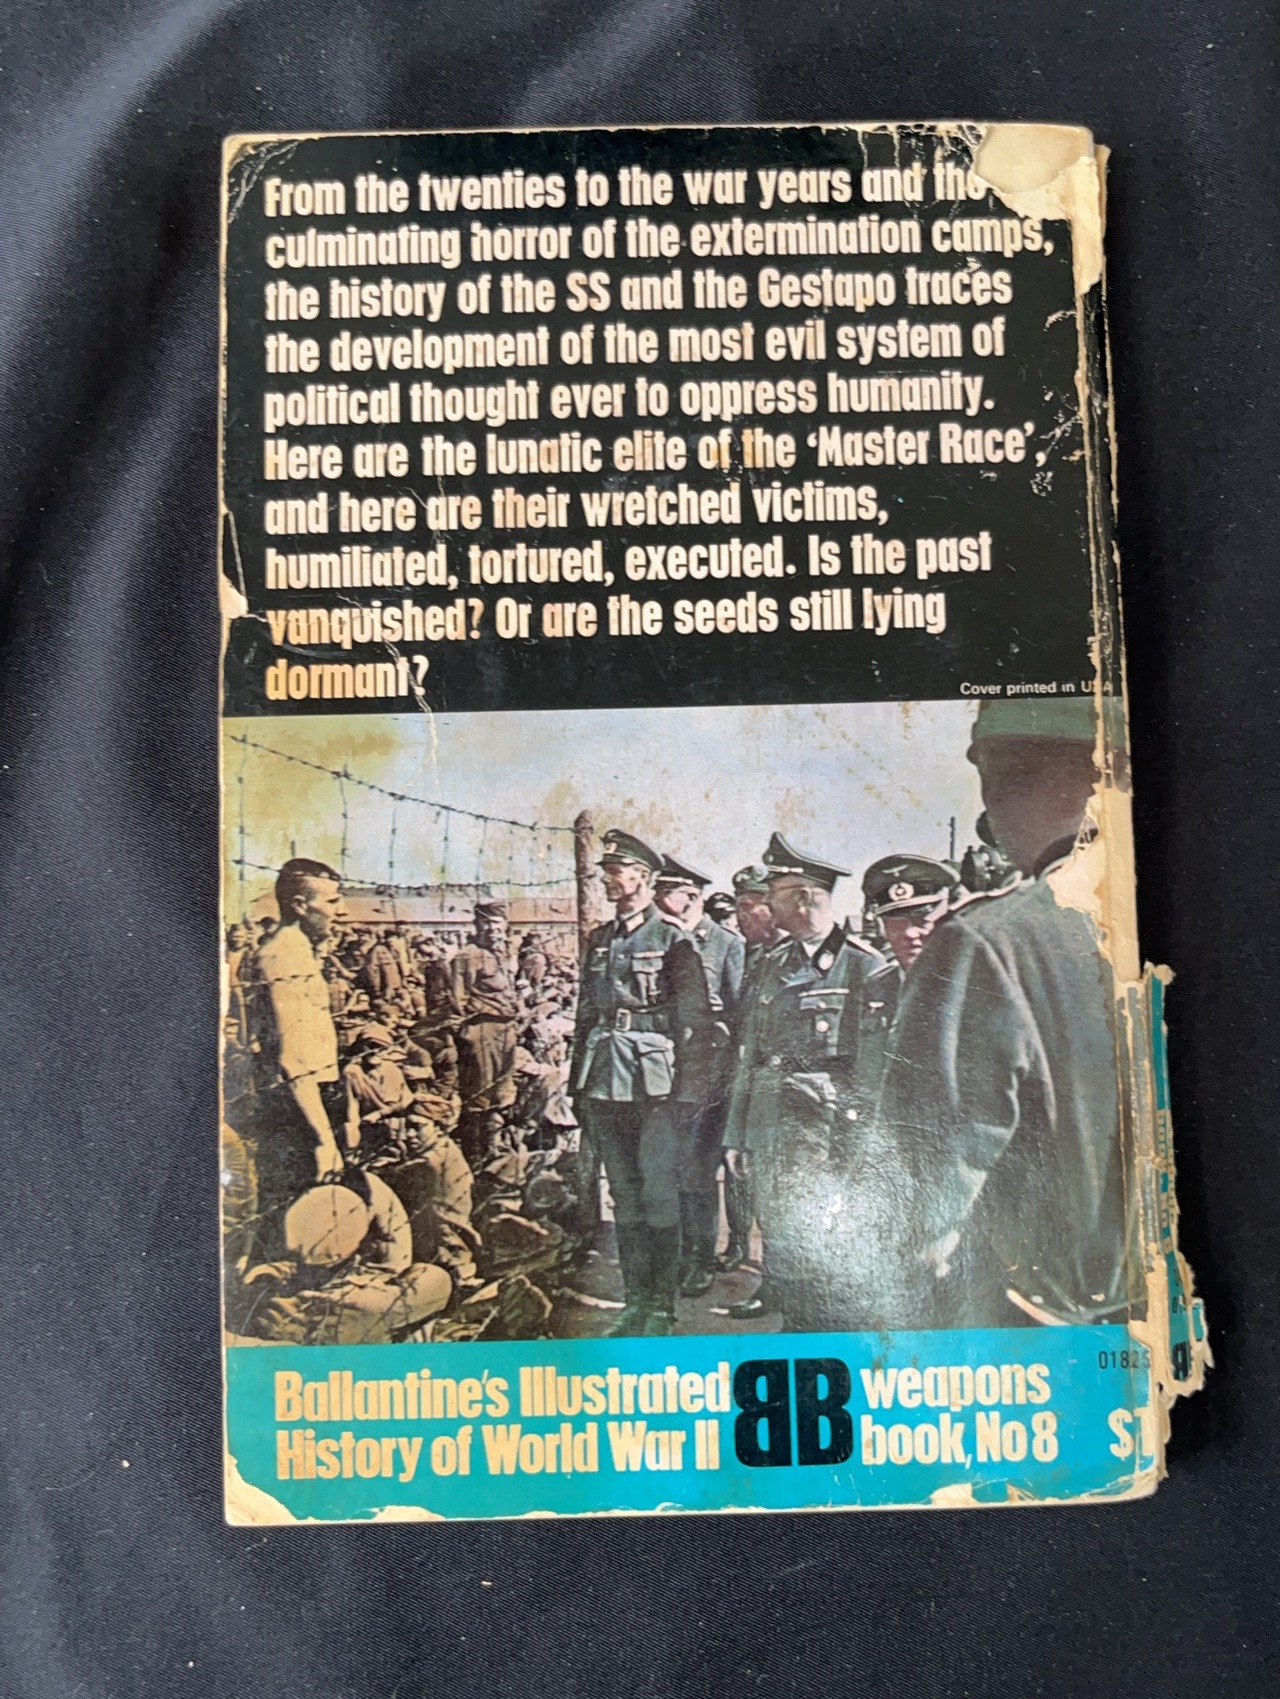 From the twenties to the war years and the
culminating horror of the extermination camps,
the history of the SS and the Gestapo traces
the development of the most evil system of
political thought ever to oppress humanity.
Here are the lunatic elite of the ‘Master Race’,
and here are their wretched victims,
humiliated, tortured, executed. Is the past
vanquished? Or are the seeds still lying
dormant?
Cover printed in USA
Ballantine's Illustrated
History of World War II
BB
weapons
book, No 8
01825
$1